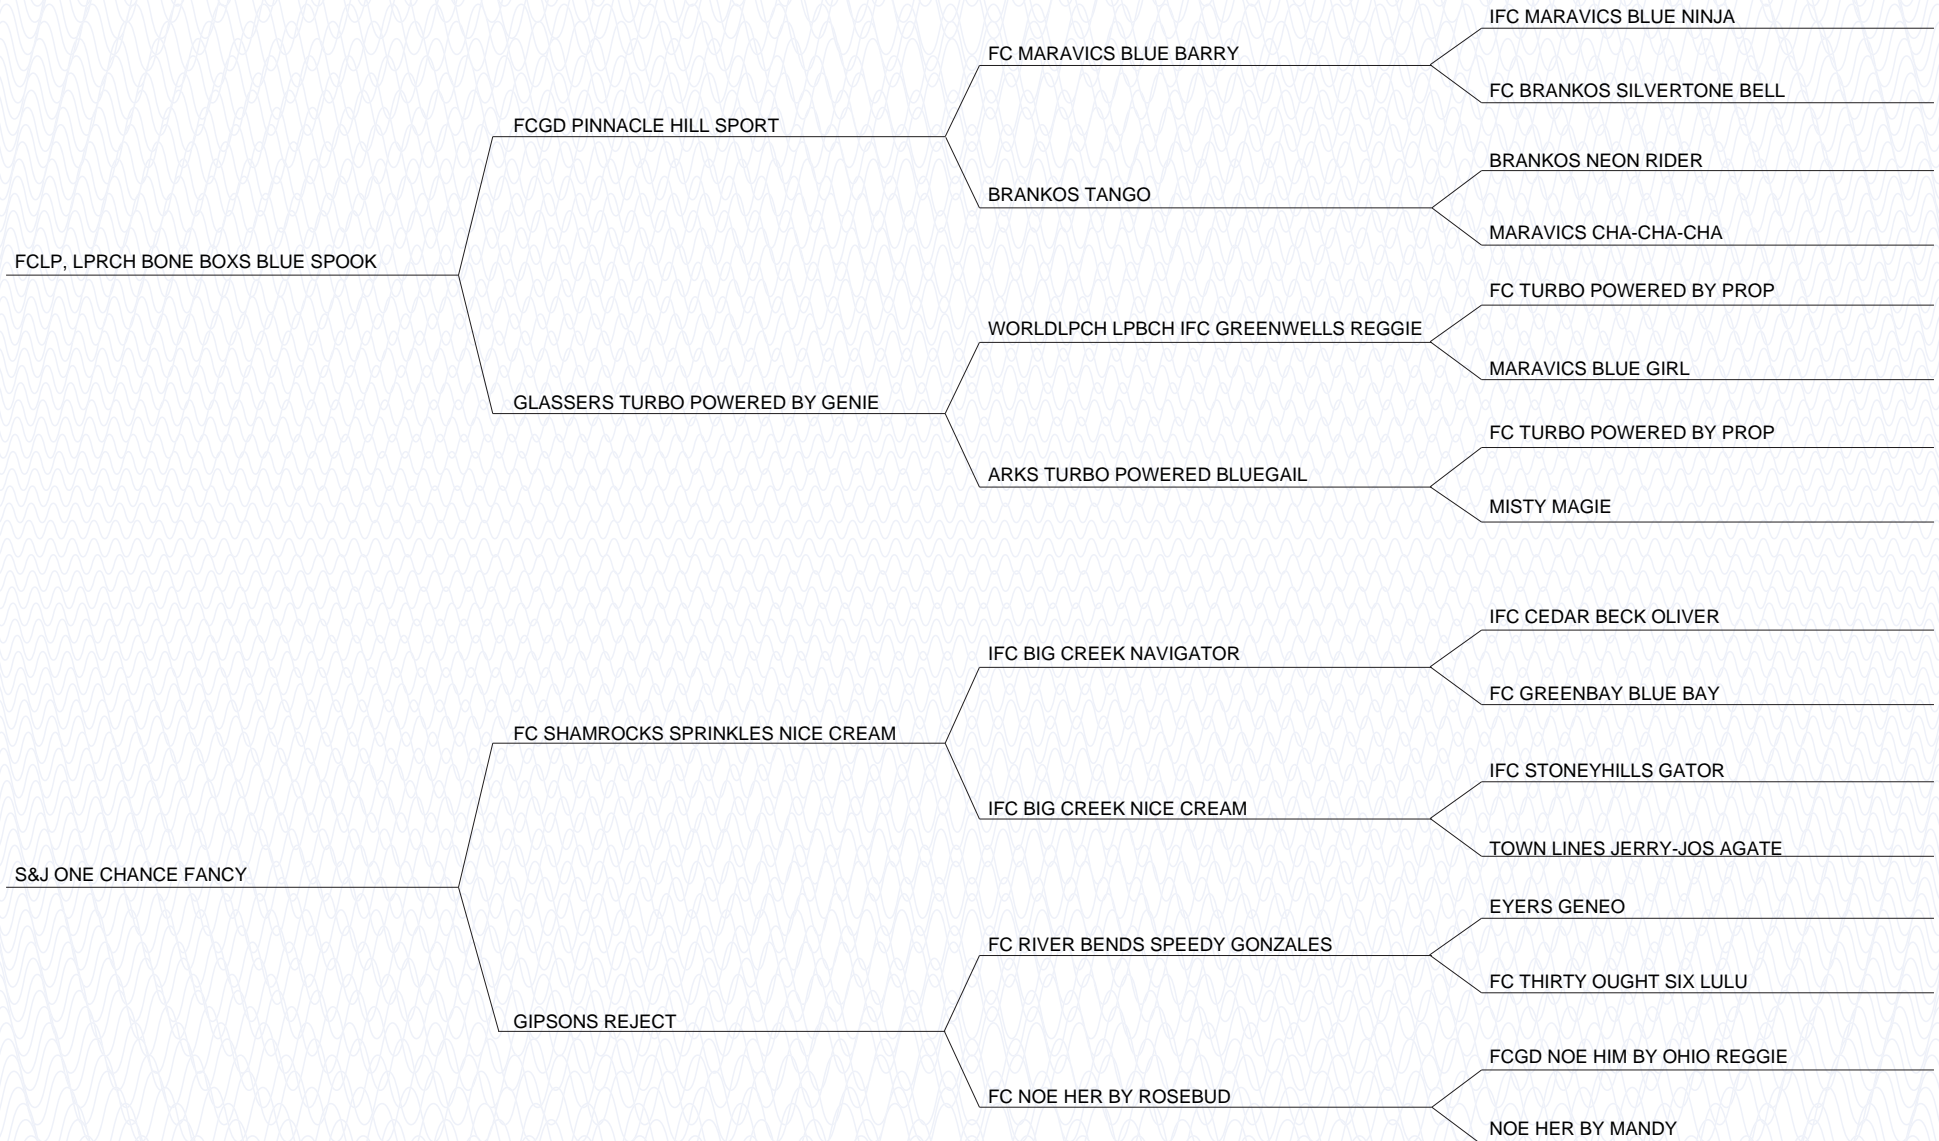 IFC MARAVICS BLUE NINJA
FC MARAVICS BLUE BARRY
FC BRANKOS SILVERTONE BELL
FCGD PINNACLE HILL SPORT
BRANKOS NEON RIDER
BRANKOS TANGO
MARAVICS CHA-CHA-CHA
FCLP, LPRCH BONE BOXS BLUE SPOOK
FC TURBO POWERED BY PROP
WORLDLPCH LPBCH IFC GREENWELLS REGGIE
MARAVICS BLUE GIRL
GLASSERS TURBO POWERED BY GENIE
FC TURBO POWERED BY PROP
ARKS TURBO POWERED BLUEGAIL
MISTY MAGIE
IFC CEDAR BECK OLIVER
IFC BIG CREEK NAVIGATOR
FC GREENBAY BLUE BAY
FC SHAMROCKS SPRINKLES NICE CREAM
IFC STONEYHILLS GATOR
IFC BIG CREEK NICE CREAM
TOWN LINES JERRY-JOS AGATE
S&J ONE CHANCE FANCY
EYERS GENEO
FC RIVER BENDS SPEEDY GONZALES
FC THIRTY OUGHT SIX LULU
GIPSONS REJECT
FCGD NOE HIM BY OHIO REGGIE
FC NOE HER BY ROSEBUD
NOE HER BY MANDY